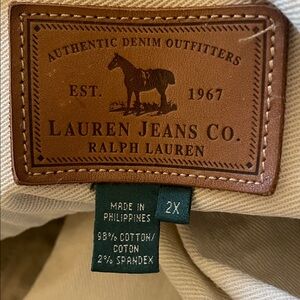 AUTHENTIC DENIM OUTFITTERS
EST. 1967
LAUREN JEANS CO.
RALPH LAUREN
MADE IN
PHILIPPINES
2X
98% COTTON/
COTON
2% SPANDEX